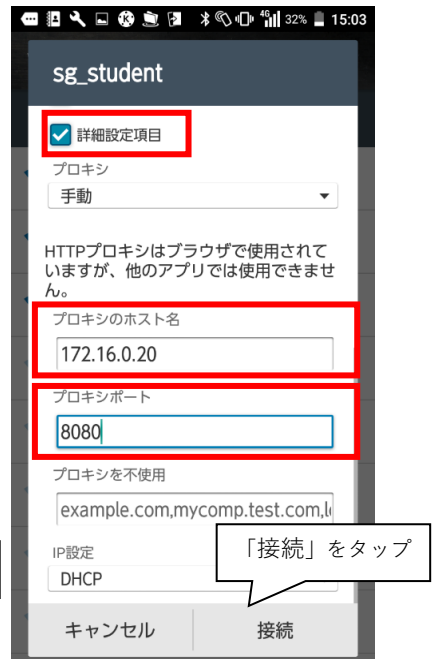 4G 32% 15:03
sg_student
詳細設定項目
プロキシ
手動
HTTPプロキシはブラウザで使用されて
いますが、他のアプリでは使用できませ
ん。
プロキシのホスト名
172.16.0.20
プロキシポート
8080
プロキシを不使用
example.com,mycomp.test.com,l
IP設定
「接続」をタップ
DHCP
キャンセル
接続